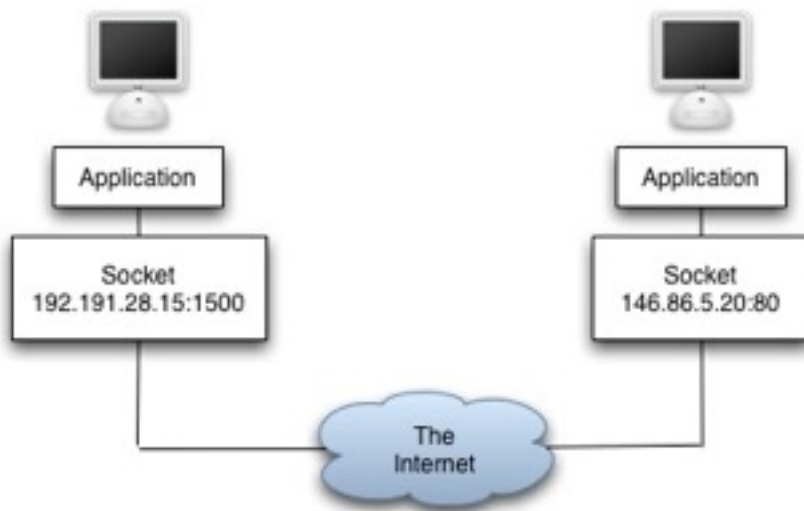 Application
Socket
192.191.28.15:1500
Application
Socket
146.86.5.20:80
The
Internet